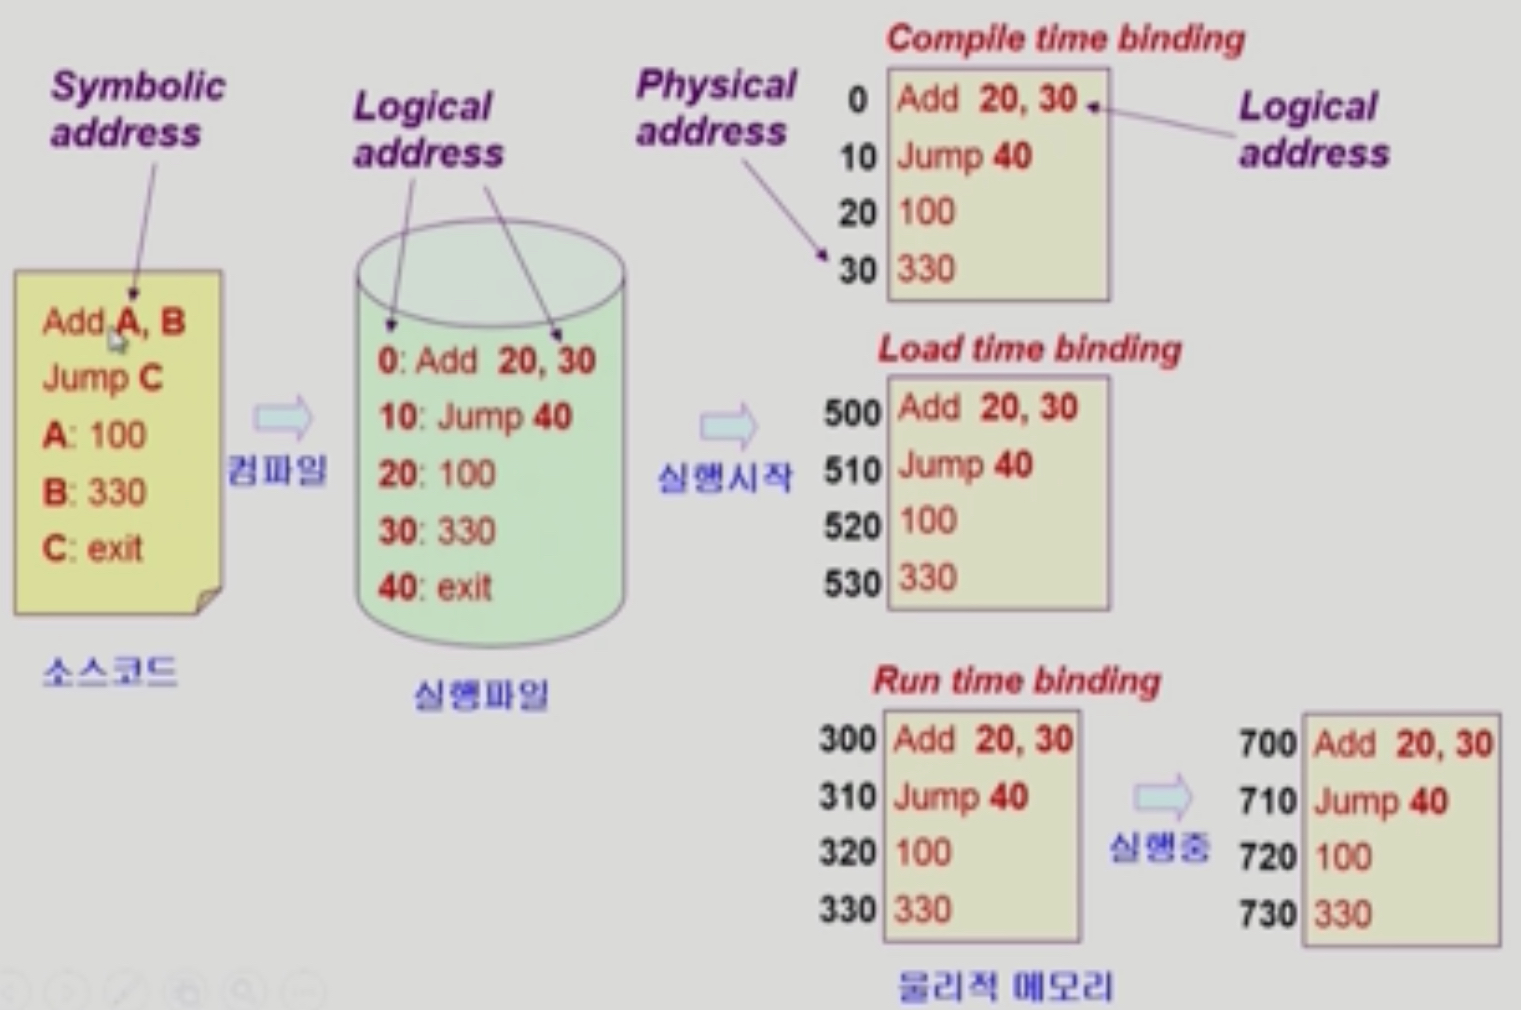 Symbolic
address
Add A, B
Jump C
A: 100
B: 330
C: exit
소스코드
컴파일
Logical
address
0: Add 20, 30
10: Jump 40
20: 100
30: 330
40: exit
실행파일
실행시작
Physical
address
Compile time binding
0 Add 20, 30
10 Jump 40
20 100
30 330
Logical
address
Load time binding
500 Add 20, 30
510 Jump 40
520 100
530 330
Run time binding
300 Add 20, 30
310 Jump 40
320 100
330 330
실행중
700 Add 20, 30
710 Jump 40
720 100
730 330
물리적 메모리